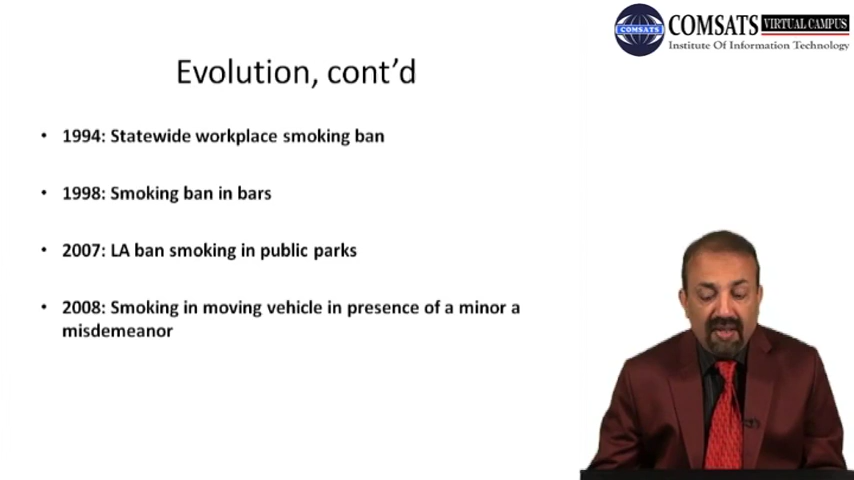 COMSATS VIRTUAL CAMPUS
COMSATS
Institute Of Information Technology
Evolution, cont’d
• 1994: Statewide workplace smoking ban
• 1998: Smoking ban in bars
• 2007: LA ban smoking in public parks
• 2008: Smoking in moving vehicle in presence of a minor a
misdemeanor